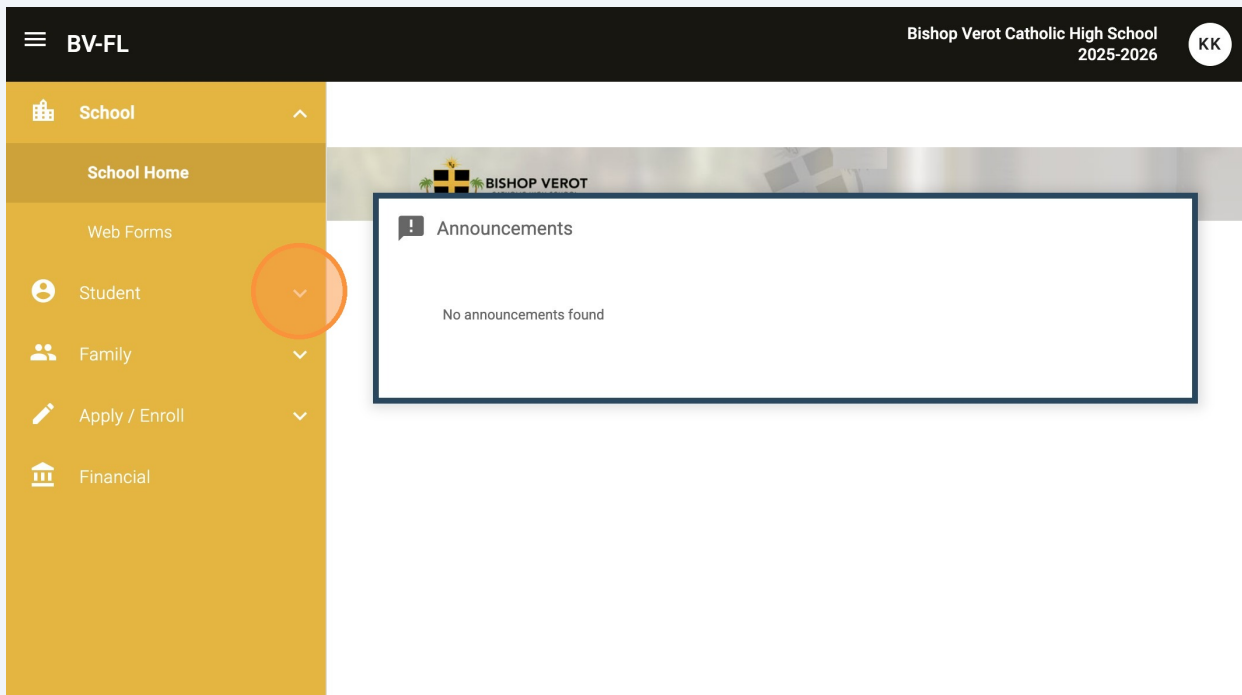 BV-FL
Bishop Verot Catholic High School
2025-2026
KK
School
School Home
Web Forms
Student
Family
Apply / Enroll
Financial
BISHOP VEROT
Announcements
No announcements found